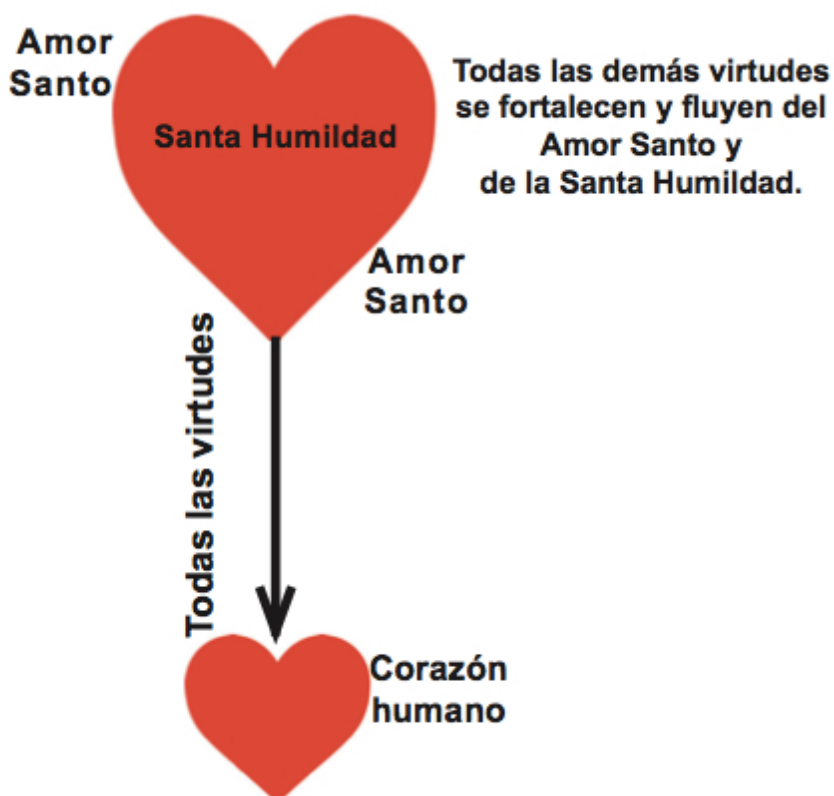 Amor
Santo
Santa Humildad
Todas las demás virtudes
se fortalecen y fluyen del
Amor Santo y
de la Santa Humildad.
Amor
Santo
Todas las virtudes
Corazón
humano